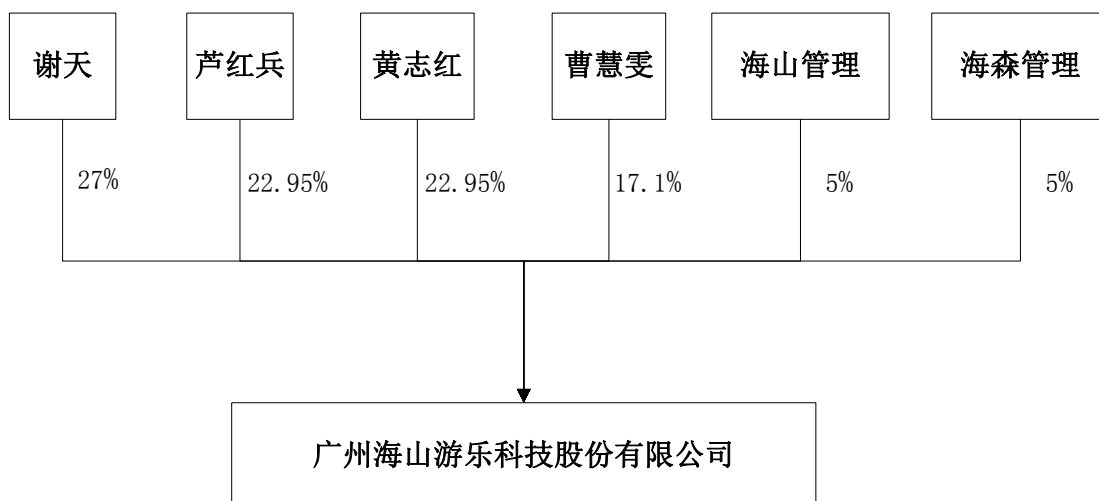 谢天 芦红兵 黄志红 曹慧雯 海山管理 海森管理
27% 22.95% 22.95% 17.1% 5% 5%
广州海山游乐科技股份有限公司